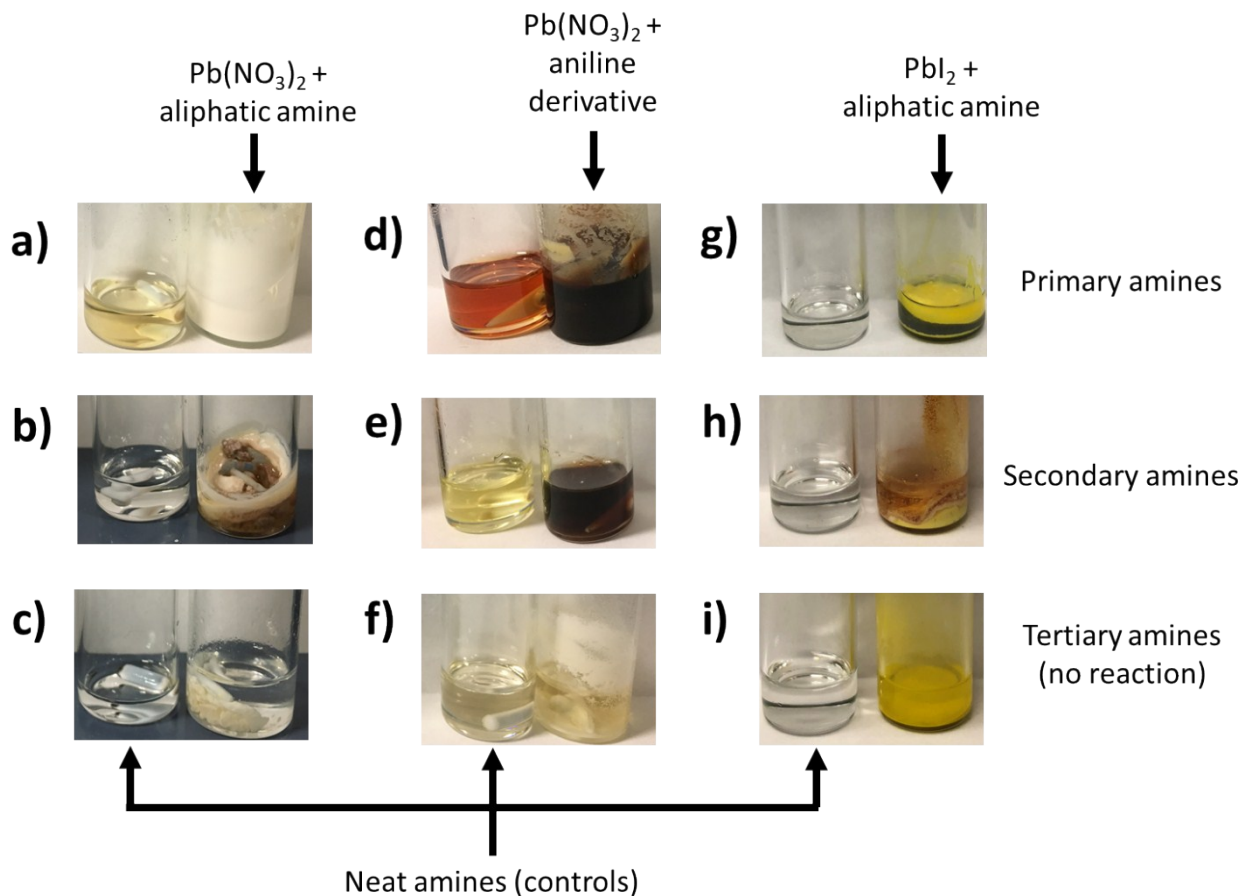 Pb(NO₃)₂ +
aliphatic amine
Pb(NO₃)₂ +
aniline
derivative
PbI₂ +
aliphatic amine
a)
d)
g)
Primary amines
b)
e)
h)
Secondary amines
c)
f)
i)
Tertiary amines
(no reaction)
Neat amines (controls)